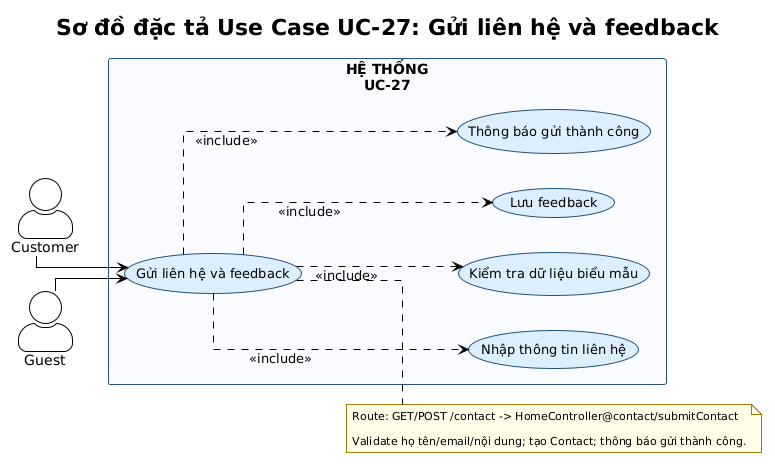 Sơ đồ đặc tả Use Case UC-27: Gửi liên hệ và feedback
HỆ THỐNG
UC-27
Thông báo gửi thành công
«include»
Lưu feedback
«include»
Customer
Gửi liên hệ và feedback
Kiểm tra dữ liệu biểu mẫu
«include»
Guest
Nhập thông tin liên hệ
«include»
Route: GET/POST /contact -> HomeController@contact/submitContact
Validate họ tên/email/nội dung; tạo Contact; thông báo gửi thành công.